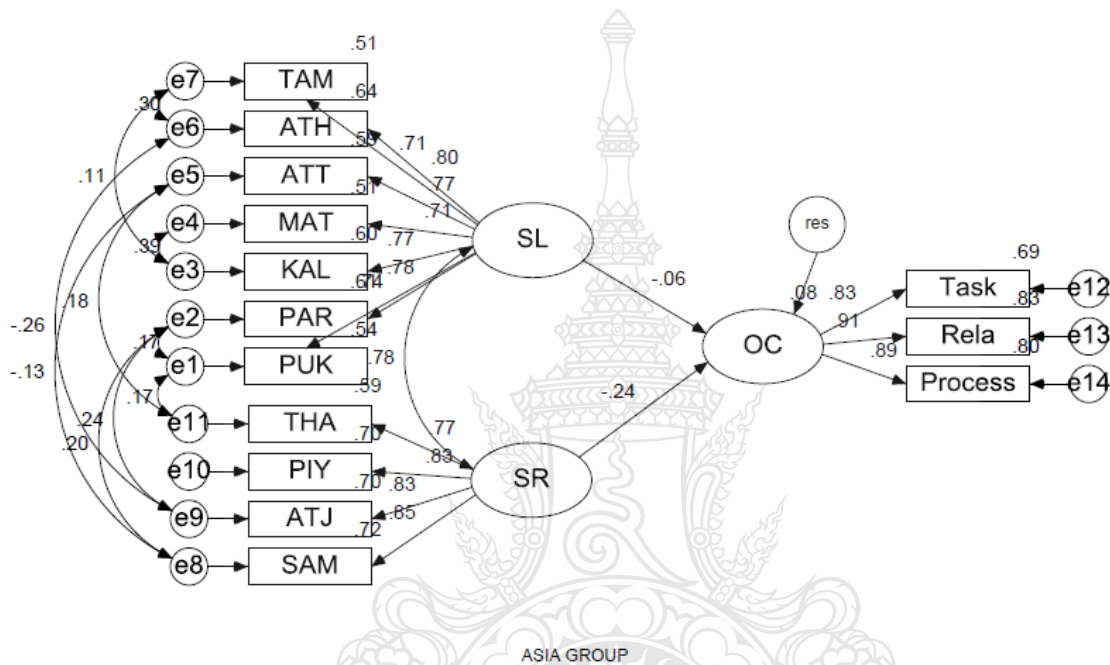 .51
e7 TAM
.30 .64
e6 ATH
.59 .71 .80
.11 e5 ATT
.51 .77
e4 MAT .71
.39 .60 .77
e3 KAL .78
SL
res
-.06
.69
.18 e2 PAR
.08 .83 Task e12
-.26 .17 .54 .83
-.13 e1 PUK .78
OC .91 Rela e13
.59 .89 .80
.17 Process e14
-.24
.24 e11 THA .77
.20 .70 .83
e10 PIY
SR
.70 .83
e9 ATJ .85
.72
e8 SAM
ASIA GROUP